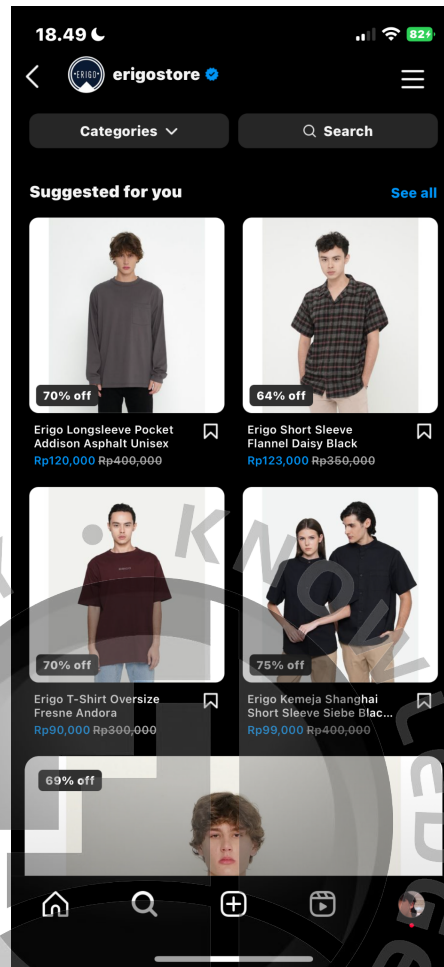 18.49
82
ERIGO
erigostore
Categories
Search
Suggested for you
See all
70% off
64% off
Erigo Longsleeve Pocket
Addison Asphalt Unisex
Rp120,000 Rp400,000
Erigo Short Sleeve
Flannel Daisy Black
Rp123,000 Rp350,000
70% off
75% off
Erigo T-Shirt Oversize
Fresne Andora
Rp90,000 Rp300,000
Erigo Kemeja Shanghai
Short Sleeve Siebe Blac...
Rp99,000 Rp400,000
69% off
KNOWLEDG